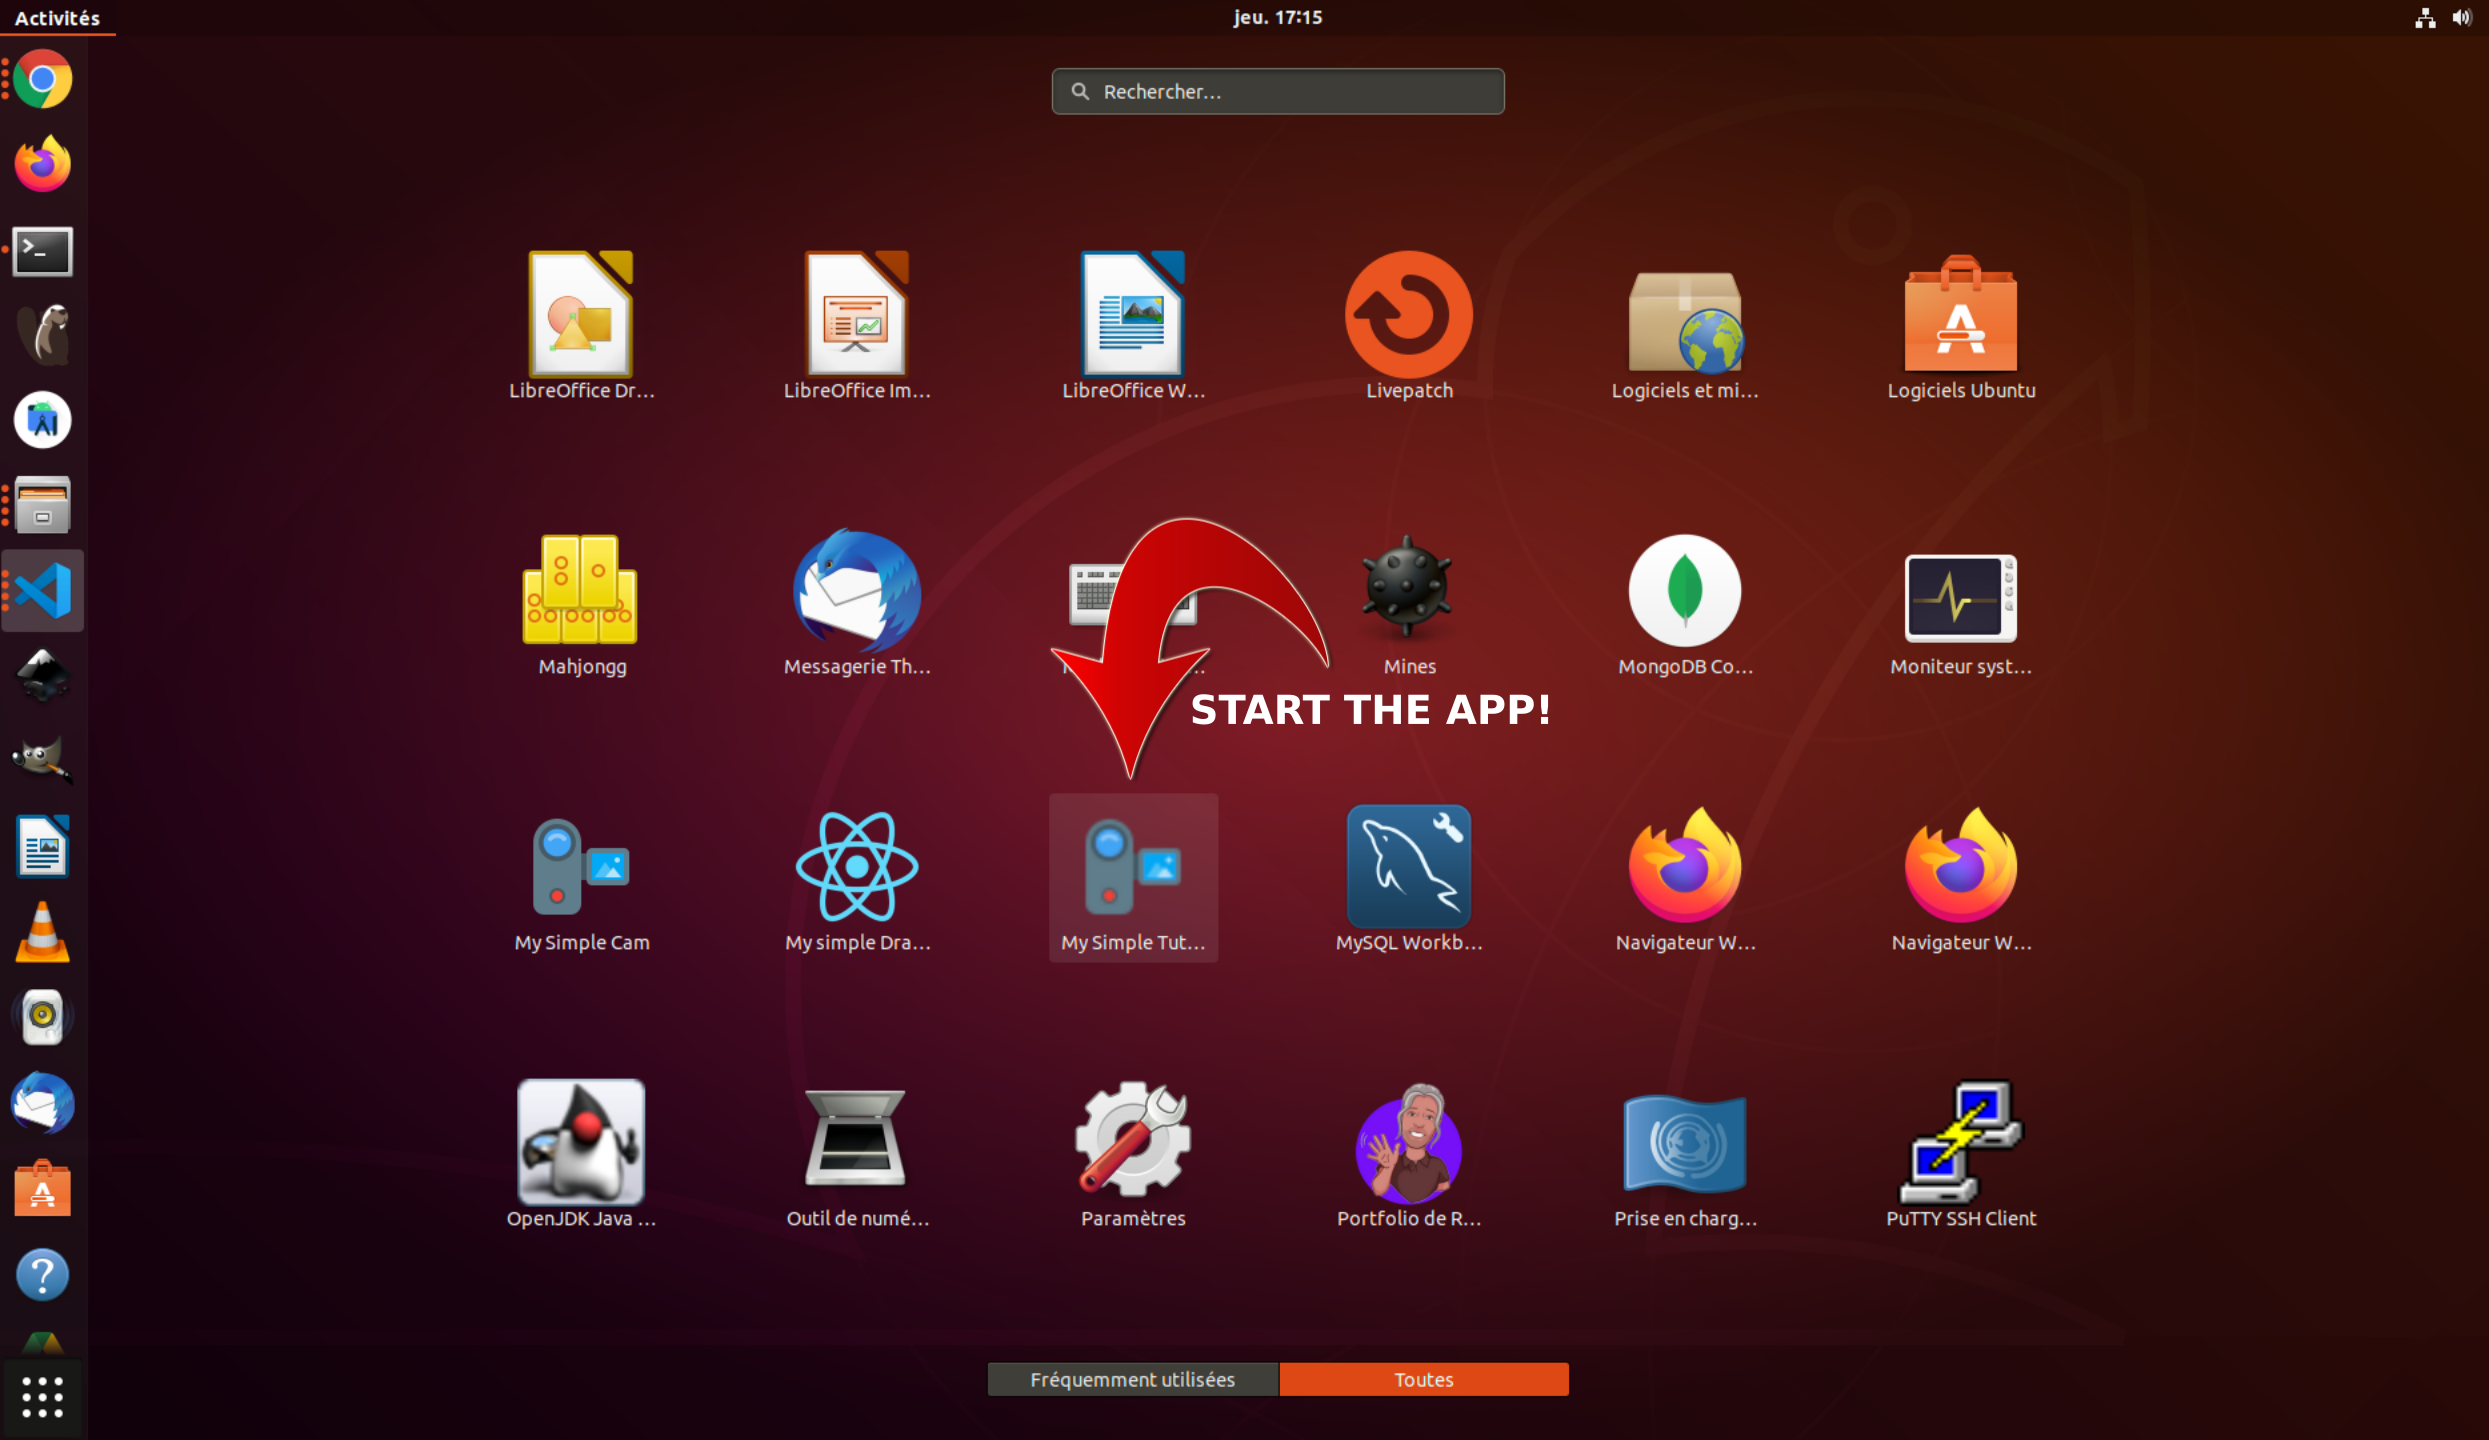 Activités
jeu. 17:15
Rechercher...
LibreOffice Dr...
LibreOffice Im...
LibreOffice W...
Livepatch
Logiciels et mi...
Logiciels Ubuntu
Mahjongg
Messagerie Th...
Mines
MongoDB Co...
Moniteur syst...
START THE APP!
My Simple Cam
My simple Dra...
My Simple Tut...
MySQL Workb...
Navigateur W...
Navigateur W...
OpenJDK Java ...
Outil de numé...
Paramètres
Portfolio de R...
Prise en charg...
PuTTY SSH Client
Fréquemment utilisées
Toutes